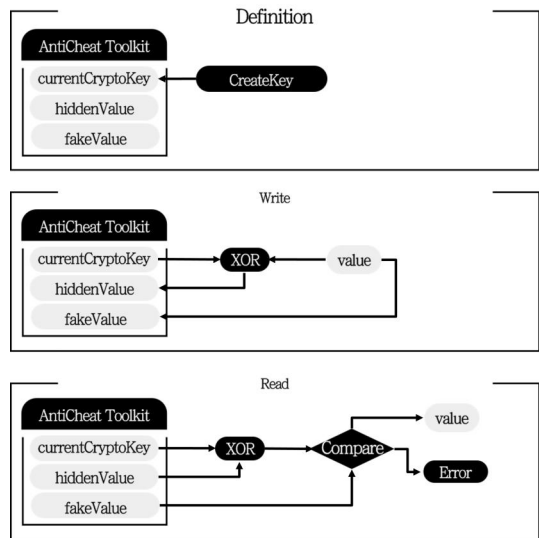 Definition
AntiCheat Toolkit
currentCryptoKey
CreateKey
hiddenValue
fakeValue
Write
AntiCheat Toolkit
currentCryptoKey
XOR
value
hiddenValue
fakeValue
Read
AntiCheat Toolkit
value
currentCryptoKey
XOR
Compare
hiddenValue
Error
fakeValue